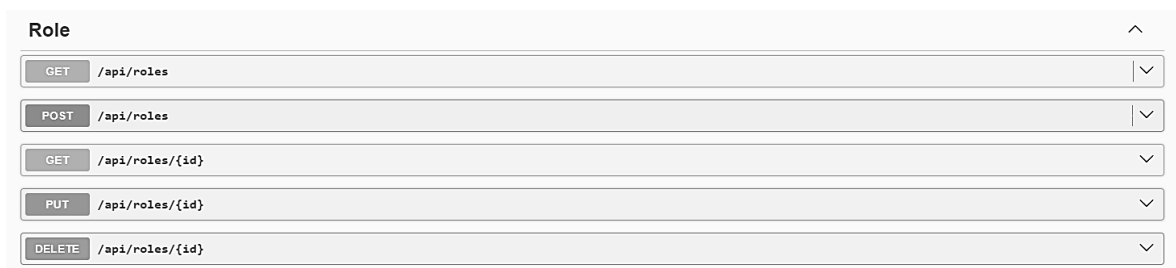 Role
GET /api/roles
POST /api/roles
GET /api/roles/{id}
PUT /api/roles/{id}
DELETE /api/roles/{id}